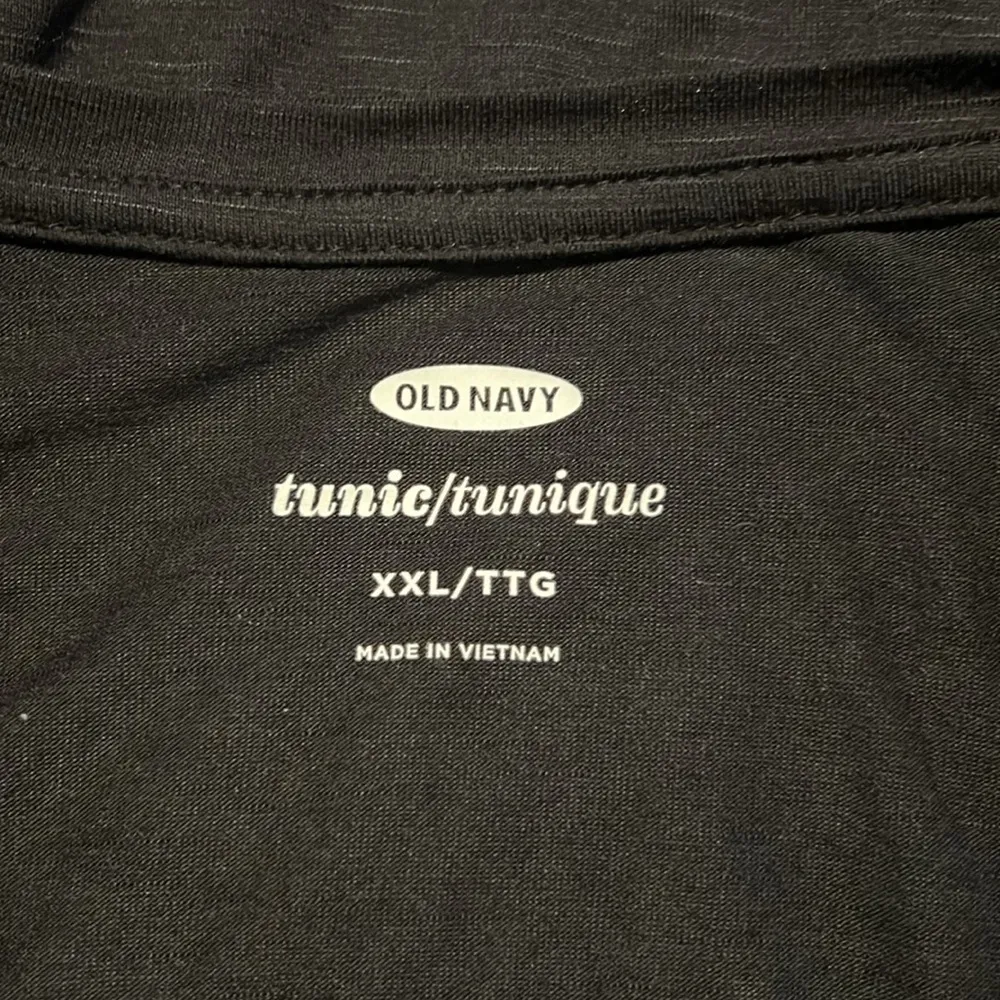 OLD NAVY
tunic/tunique
XXL/TTG
MADE IN VIETNAM